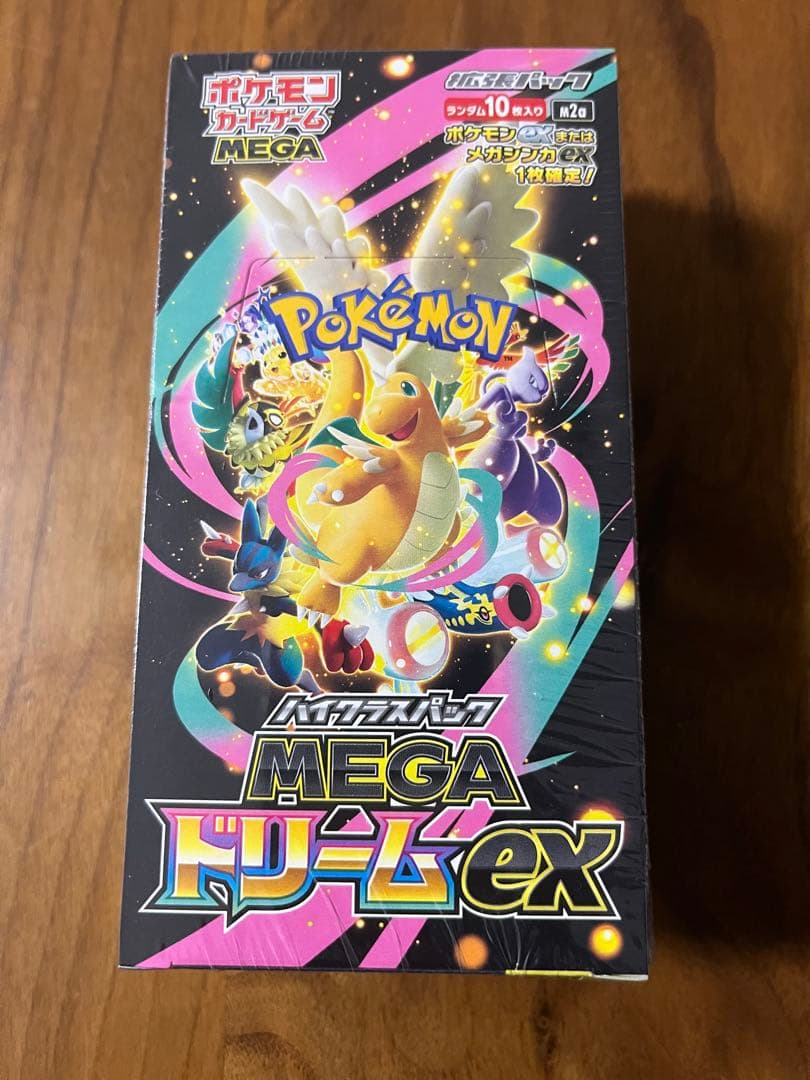 ポケモン
カードゲーム
MEGA
拡張パック
ランダム10枚入り M2a
ポケモンexまたは
メガシンカex
1枚確定!
POKéMON
TM
ハイクラスパック
MEGA
ドリームex